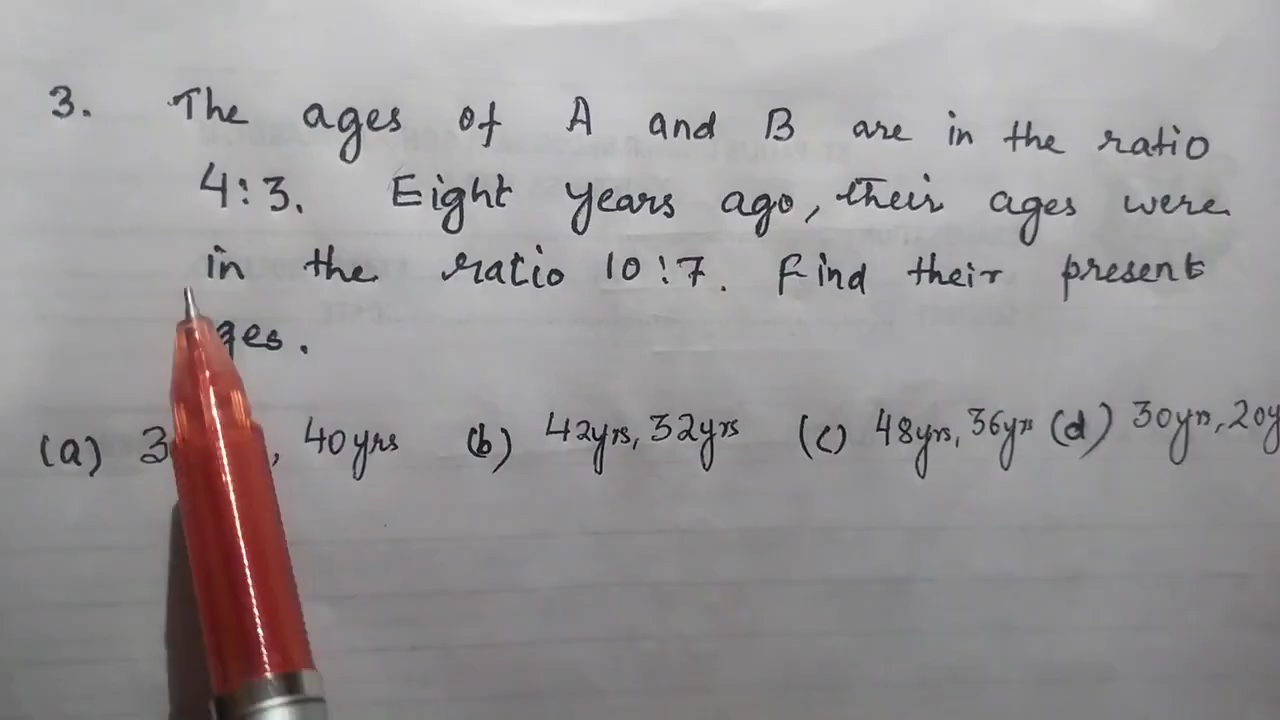 3. The ages of A and B are in the ratio
4:3. Eight years ago, their ages were
in the ratio 10:7. Find their present
ges.
(a) 3 , 40yrs (b) 42yrs, 32yrs (c) 48yrs, 36yrs (d) 30yrs, 20y